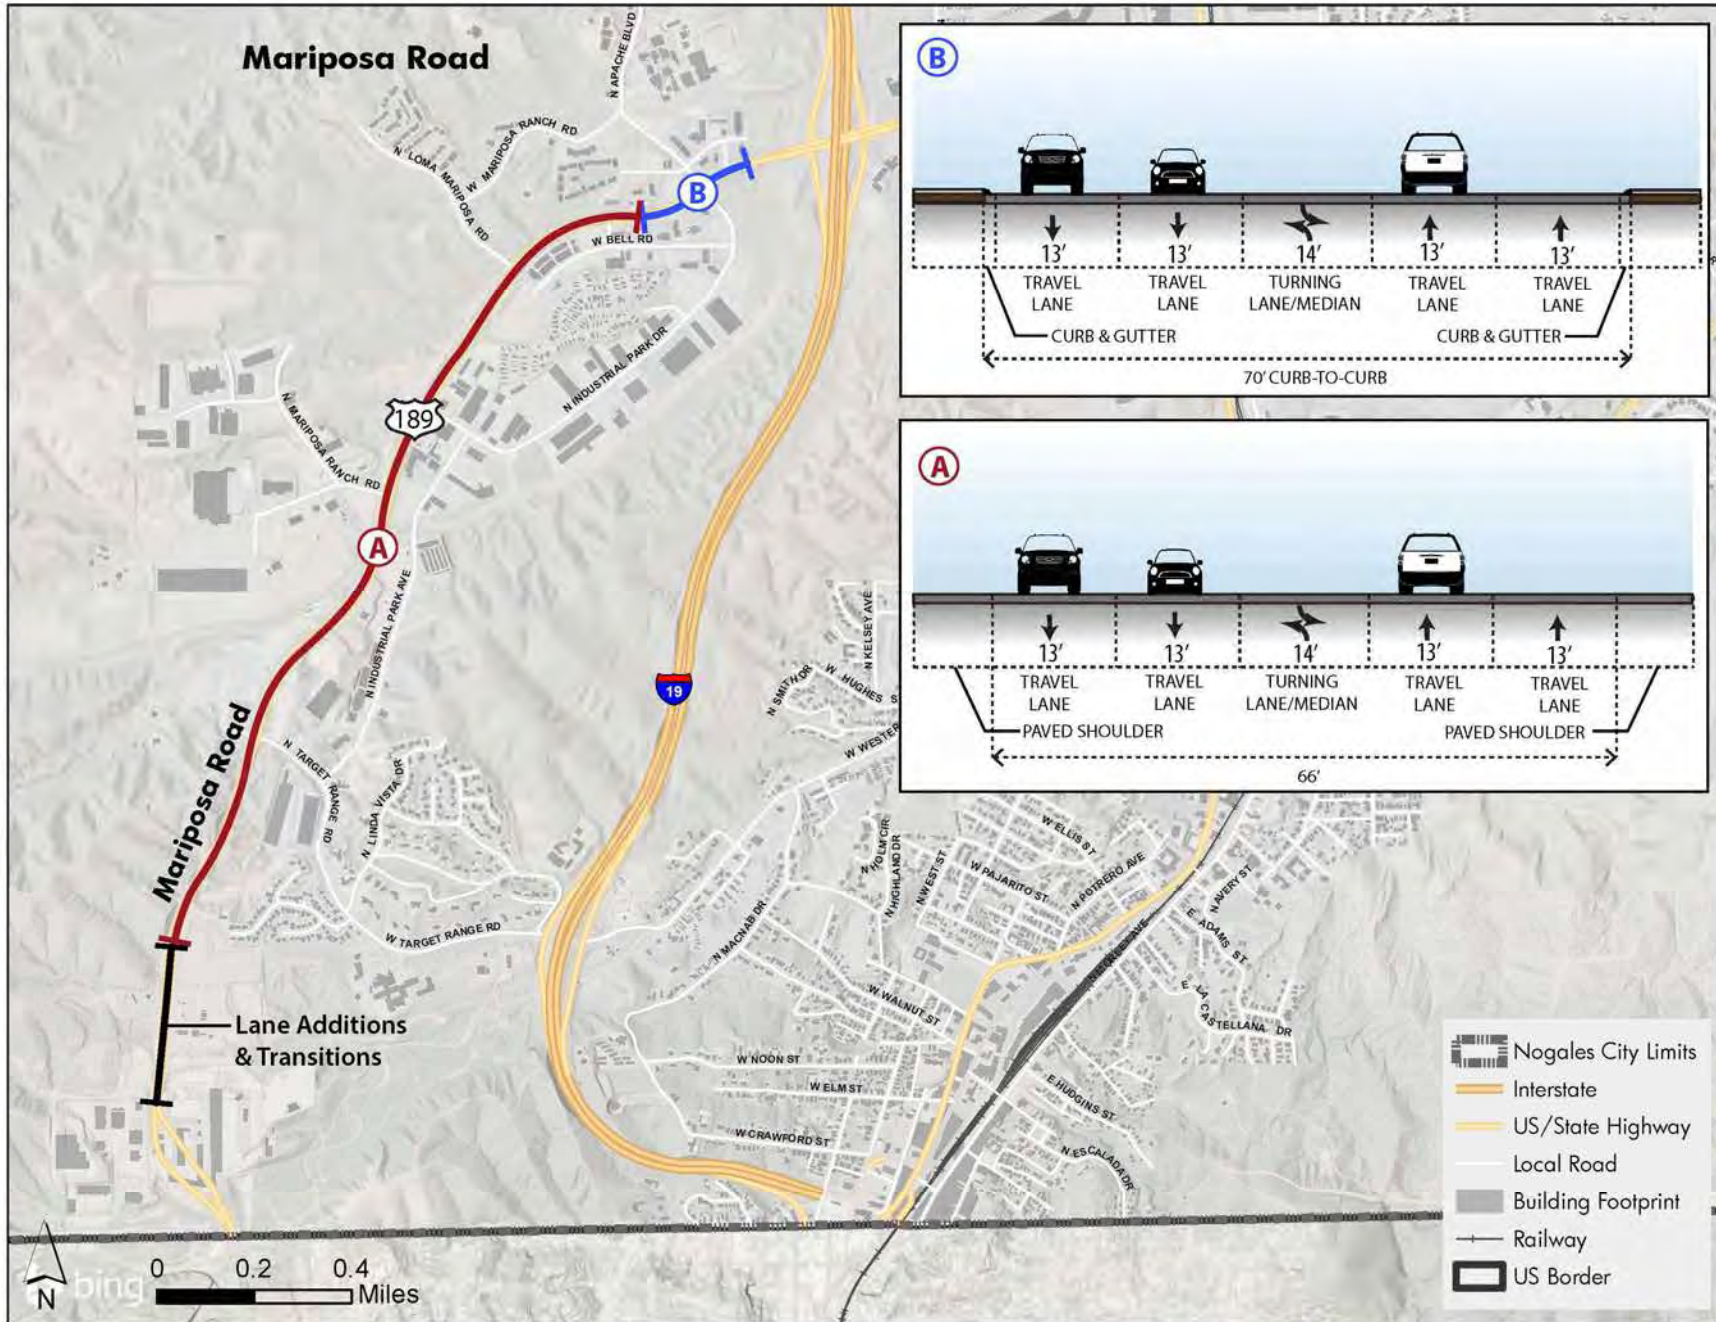 Mariposa Road
N APACHE BLVD
W MARIPOSA RANCH RD
N LOMA MARIPOSA RD
B
W BELL RD
N INDUSTRIAL PARK DR
189
N MARIPOSA RANCH RD
A
N INDUSTRIAL PARK AVE
19
Mariposa Road
N TARGET RANGE RD
N LINDA VISTA DR
W TARGET RANGE RD
N KELSEY AVE
N SMITH DR
W HUGHES S
W WESTER
N HOLM CIR
N HIGHLAND DR
N WEST ST
W ELLIS ST
W PAJARITO ST
N POTRERO AVE
N AVERY ST
E ADAMS ST
E LA CASTELLANA DR
N MACNAB DR
W WALNUT ST
W NOON ST
W ELM ST
W CRAWFORD ST
E HUDGINS ST
N ESCALADA DR
Lane Additions
& Transitions
B
13' 13' 14' 13' 13'
TRAVEL LANE
TRAVEL LANE
TURNING LANE/MEDIAN
TRAVEL LANE
TRAVEL LANE
CURB & GUTTER CURB & GUTTER
70' CURB-TO-CURB
A
13' 13' 14' 13' 13'
TRAVEL LANE
TRAVEL LANE
TURNING LANE/MEDIAN
TRAVEL LANE
TRAVEL LANE
PAVED SHOULDER PAVED SHOULDER
66'
Nogales City Limits
Interstate
US/State Highway
Local Road
Building Footprint
Railway
US Border
N
bing
0 0.2 0.4
Miles